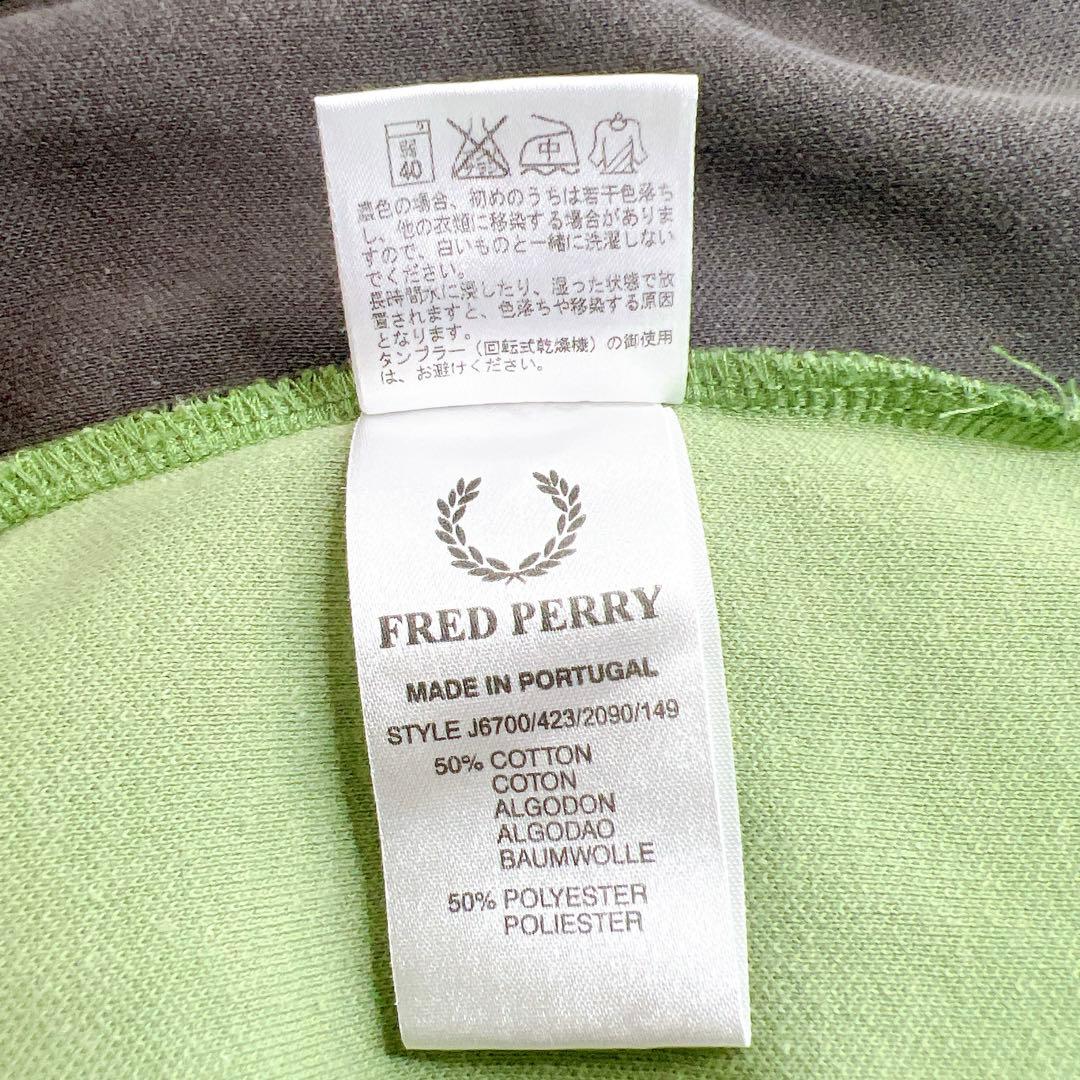 弱
40
中
濃色の場合、初めのうちは若干色落ち
し、他の衣類に移染する場合がありま
すので、白いものと一緒に洗濯しない
でください。
長時間水に浸したり、湿った状態で放
置されますと、色落ちや移染する原因
となります。
タンブラー（回転式乾燥機）の御使用
は、お避けください。
FRED PERRY
MADE IN PORTUGAL
STYLE J6700/423/2090/149
50% COTTON
COTON
ALGODON
ALGODAO
BAUMWOLLE
50% POLYESTER
POLIESTER